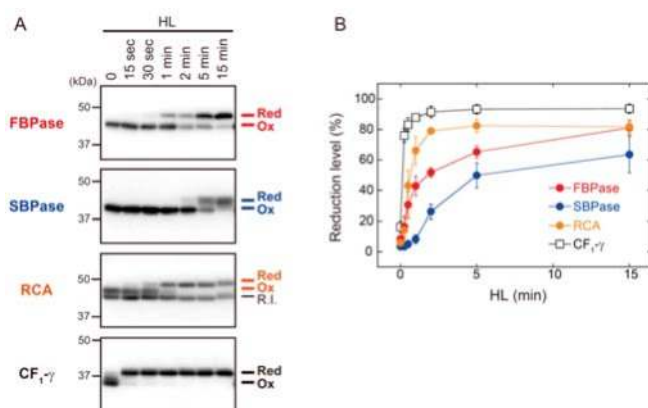 A
HL
0
15 sec
30 sec
1 min
2 min
5 min
15 min
(kDa)
FBPase
50
37
Red
Ox
SBPase
50
37
Red
Ox
RCA
50
37
Red
Ox
R.I.
CF₁-γ
50
37
Red
Ox
B
Reduction level (%)
100
80
60
40
20
0
FBPase
SBPase
RCA
CF₁-γ
0
5
10
15
HL (min)